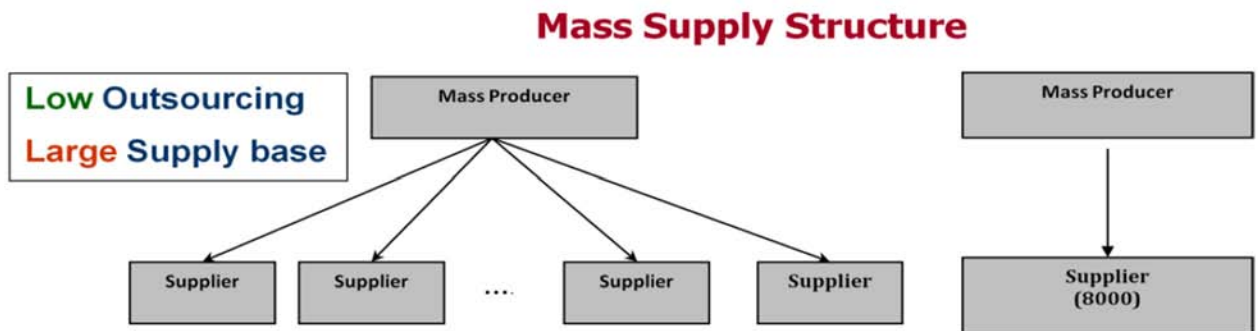 Mass Supply Structure
Low Outsourcing
Large Supply base
Mass Producer
Mass Producer
Supplier
Supplier
....
Supplier
Supplier
Supplier
(8000)